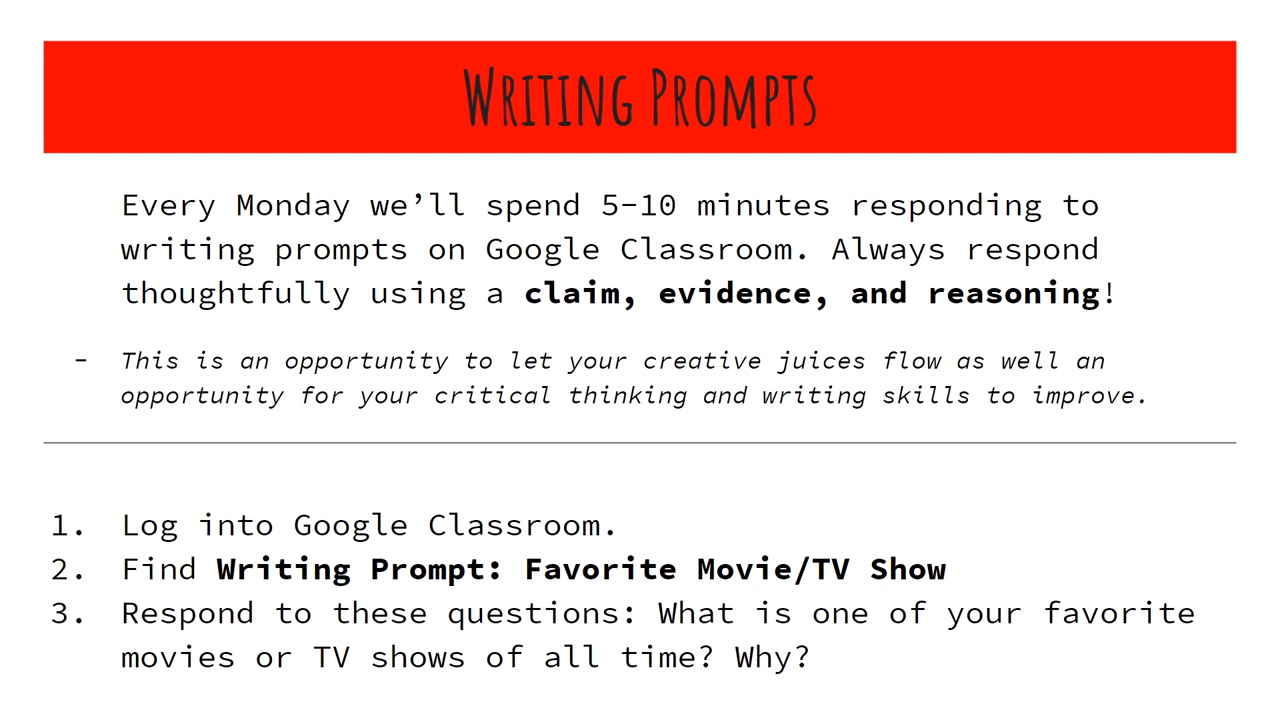 Writing Prompts
Every Monday we’ll spend 5-10 minutes responding to
writing prompts on Google Classroom. Always respond
thoughtfully using a claim, evidence, and reasoning!
- This is an opportunity to let your creative juices flow as well an
opportunity for your critical thinking and writing skills to improve.
1. Log into Google Classroom.
2. Find Writing Prompt: Favorite Movie/TV Show
3. Respond to these questions: What is one of your favorite
movies or TV shows of all time? Why?